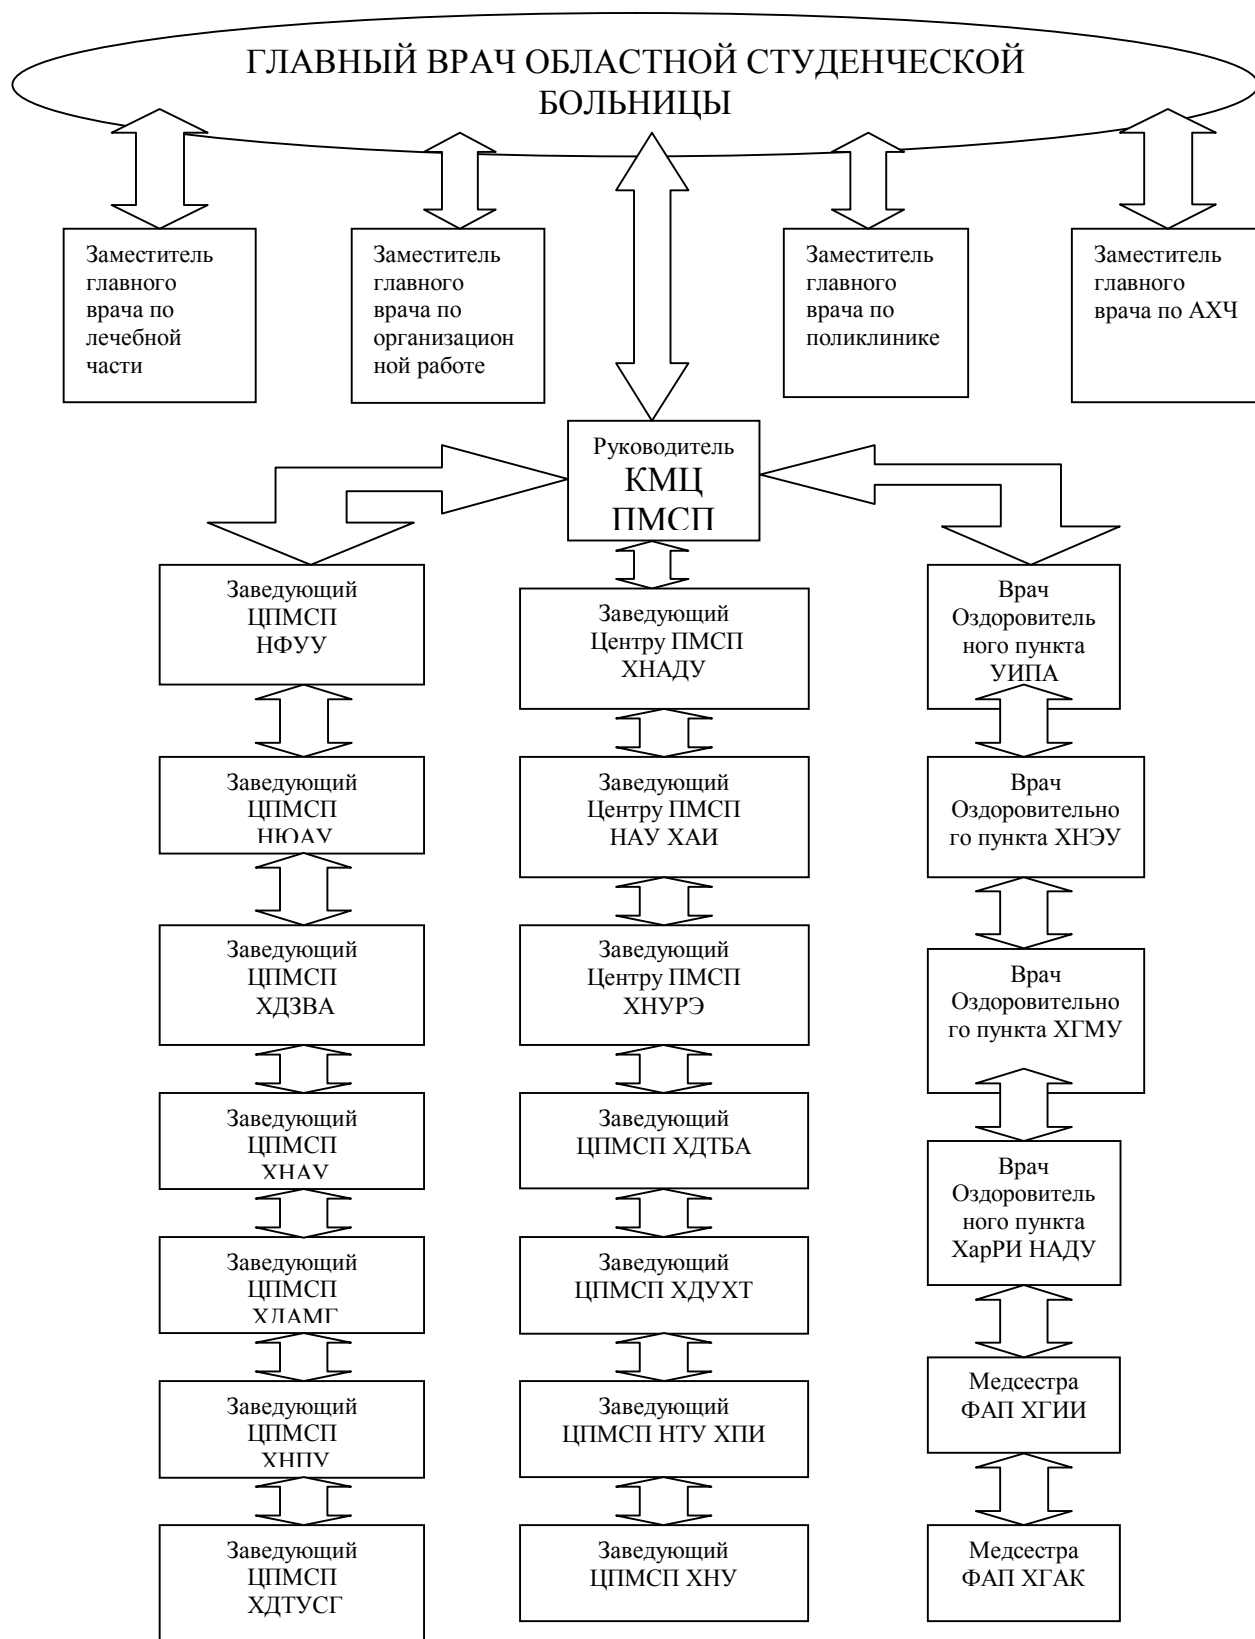 ГЛАВНЫЙ ВРАЧ ОБЛАСТНОЙ СТУДЕНЧЕСКОЙ
БОЛЬНИЦЫ
Заместитель
главного
врача по
лечебной
части
Заместитель
главного
врача по
организацион
ной работе
Заместитель
главного
врача по
поликлинике
Заместитель
главного
врача по АХЧ
Руководитель
КМЦ
ПМСП
Заведующий
ЦПМСП
НФУУ
Заведующий
Центру ПМСП
ХНАДУ
Врач
Оздоровитель
ного пункта
УИПА
Заведующий
ЦПМСП
НЮАУ
Заведующий
Центру ПМСП
НАУ ХАИ
Врач
Оздоровительно
го пункта ХНЭУ
Заведующий
ЦПМСП
ХДЗВА
Заведующий
Центру ПМСП
ХНУРЭ
Врач
Оздоровительно
го пункта ХГМУ
Заведующий
ЦПМСП
ХНАУ
Заведующий
ЦПМСП ХДТБА
Врач
Оздоровитель
ного пункта
ХарРИ НАДУ
Заведующий
ЦПМСП
ХДАМГ
Заведующий
ЦПМСП ХДУХТ
Медсестра
ФАП ХГИИ
Заведующий
ЦПМСП
ХНПУ
Заведующий
ЦПМСП НТУ ХПИ
Медсестра
ФАП ХГАК
Заведующий
ЦПМСП
ХДТУСГ
Заведующий
ЦПМСП ХНУ